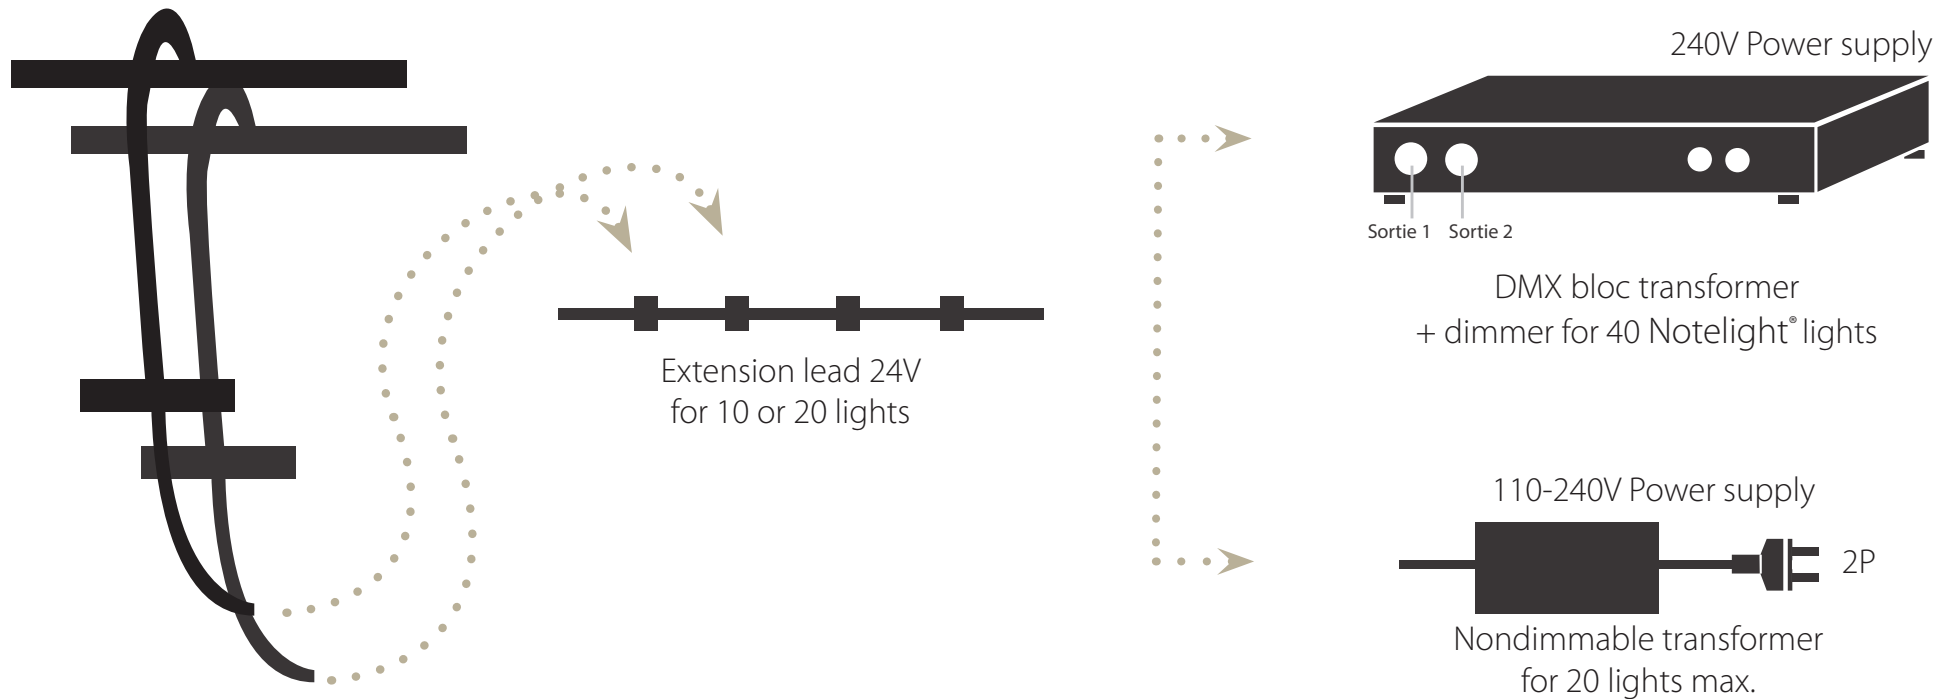 240V Power supply
Sortie 1 Sortie 2
DMX bloc transformer
+ dimmer for 40 Notelight® lights
Extension lead 24V
for 10 or 20 lights
110-240V Power supply
2P
Nondimmable transformer
for 20 lights max.